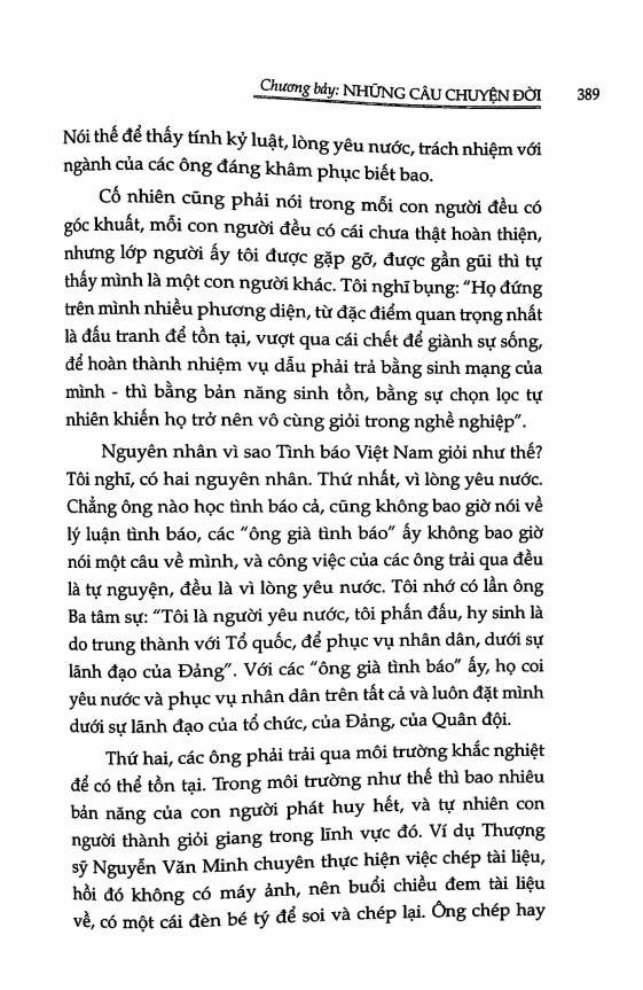 Chương bảy: NHỮNG CÂU CHUYỆN ĐỜI 389
Nói thế để thấy tính kỷ luật, lòng yêu nước, trách nhiệm với
ngành của các ông đáng khâm phục biết bao.
Cố nhiên cũng phải nói trong mỗi con người đều có
góc khuất, mỗi con người đều có cái chưa thật hoàn thiện,
nhưng lớp người ấy tôi được gặp gỡ, được gần gũi thì tự
thấy mình là một con người khác. Tôi nghĩ bụng: "Họ đứng
trên mình nhiều phương diện, từ đặc điểm quan trọng nhất
là đấu tranh để tồn tại, vượt qua cái chết để giành sự sống,
để hoàn thành nhiệm vụ dẫu phải trả bằng sinh mạng của
mình - thì bằng bản năng sinh tồn, bằng sự chọn lọc tự
nhiên khiến họ trở nên vô cùng giỏi trong nghề nghiệp".
Nguyên nhân vì sao Tình báo Việt Nam giỏi như thế?
Tôi nghĩ, có hai nguyên nhân. Thứ nhất, vì lòng yêu nước.
Chẳng ông nào học tình báo cả, cũng không bao giờ nói về
lý luận tình báo, các "ông già tình báo" ấy không bao giờ
nói một câu về mình, và công việc của các ông trải qua đều
là tự nguyện, đều là vì lòng yêu nước. Tôi nhớ có lần ông
Ba tâm sự: "Tôi là người yêu nước, tôi phấn đấu, hy sinh là
do trung thành với Tổ quốc, để phục vụ nhân dân, dưới sự
lãnh đạo của Đảng". Với các "ông già tình báo" ấy, họ coi
yêu nước và phục vụ nhân dân trên tất cả và luôn đặt mình
dưới sự lãnh đạo của tổ chức, của Đảng, của Quân đội.
Thứ hai, các ông phải trải qua môi trường khắc nghiệt
để có thể tồn tại. Trong môi trường như thế thì bao nhiêu
bản năng của con người phát huy hết, và tự nhiên con
người thành giỏi giang trong lĩnh vực đó. Ví dụ Thượng
sỹ Nguyễn Văn Minh chuyên thực hiện việc chép tài liệu,
hồi đó không có máy ảnh, nên buổi chiều đem tài liệu
về, có một cái đèn bé tý để soi và chép lại. Ông chép hay